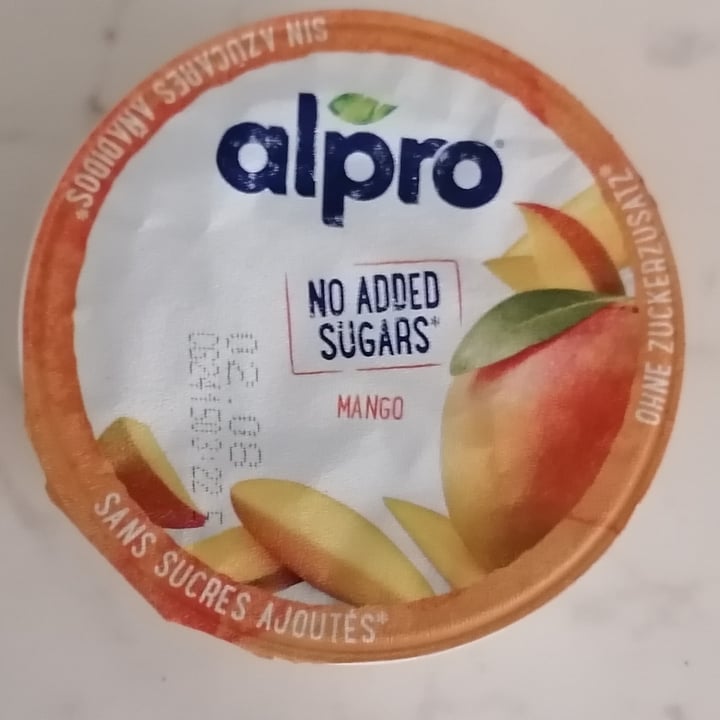 SIN AZÚCARES AÑADIDOS*
alpro
OHNE ZUCKERZUSATZ*
NO ADDED
SUGARS*
MANGO
02.08
SANS SUCRES AJOUTÉS*